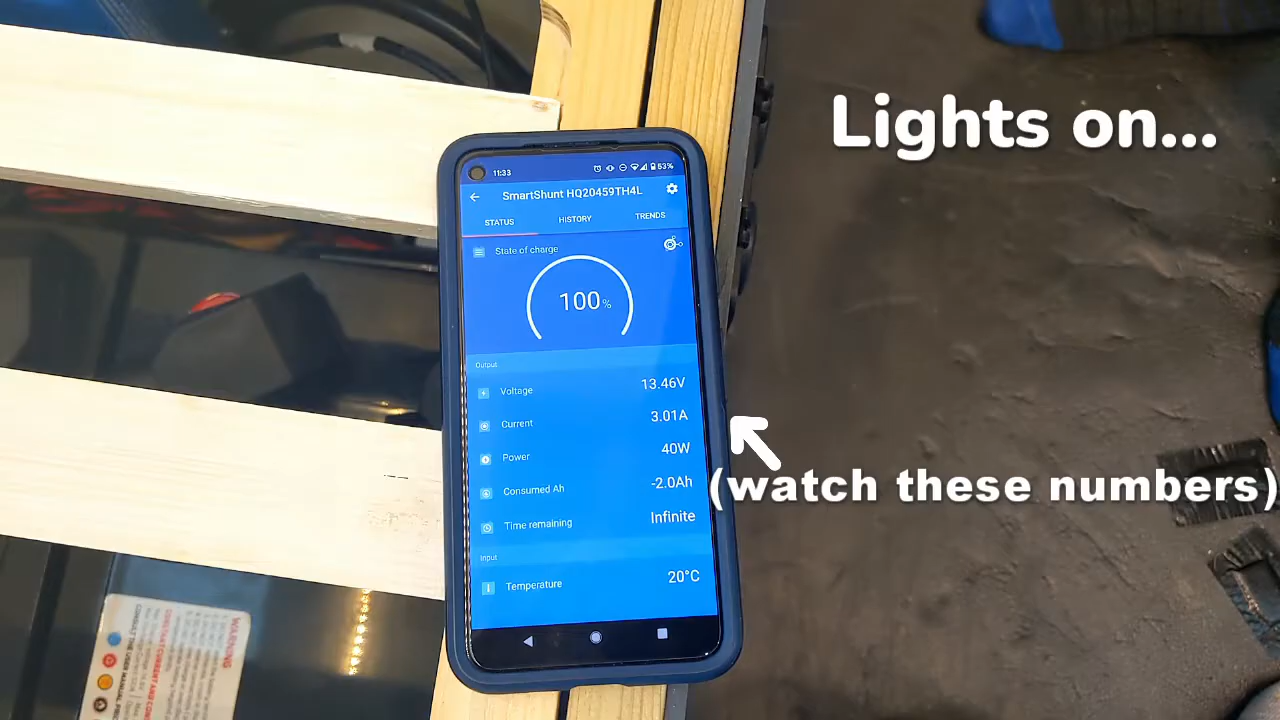 Lights on...
11:33
53%
SmartShunt HQ20459TH4L
STATUS HISTORY TRENDS
State of charge
100%
Output
Voltage 13.46V
Current 3.01A
Power 40W
Consumed Ah -2.0Ah
Time remaining Infinite
Input
Temperature 20°C
(watch these numbers)
WARNING